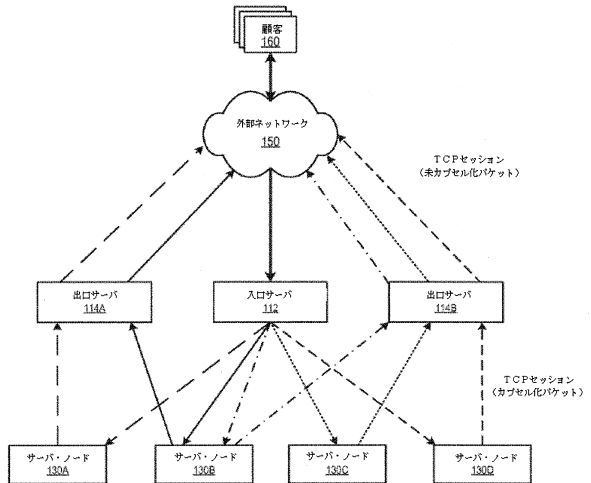 顧客
160
外部ネットワーク
150
TCPセッション
(未カプセル化パケット)
出口サーバ
114A
入口サーバ
112
出口サーバ
114B
TCPセッション
(カプセル化パケット)
サーバ・ノード
130A
サーバ・ノード
130B
サーバ・ノード
130C
サーバ・ノード
130D